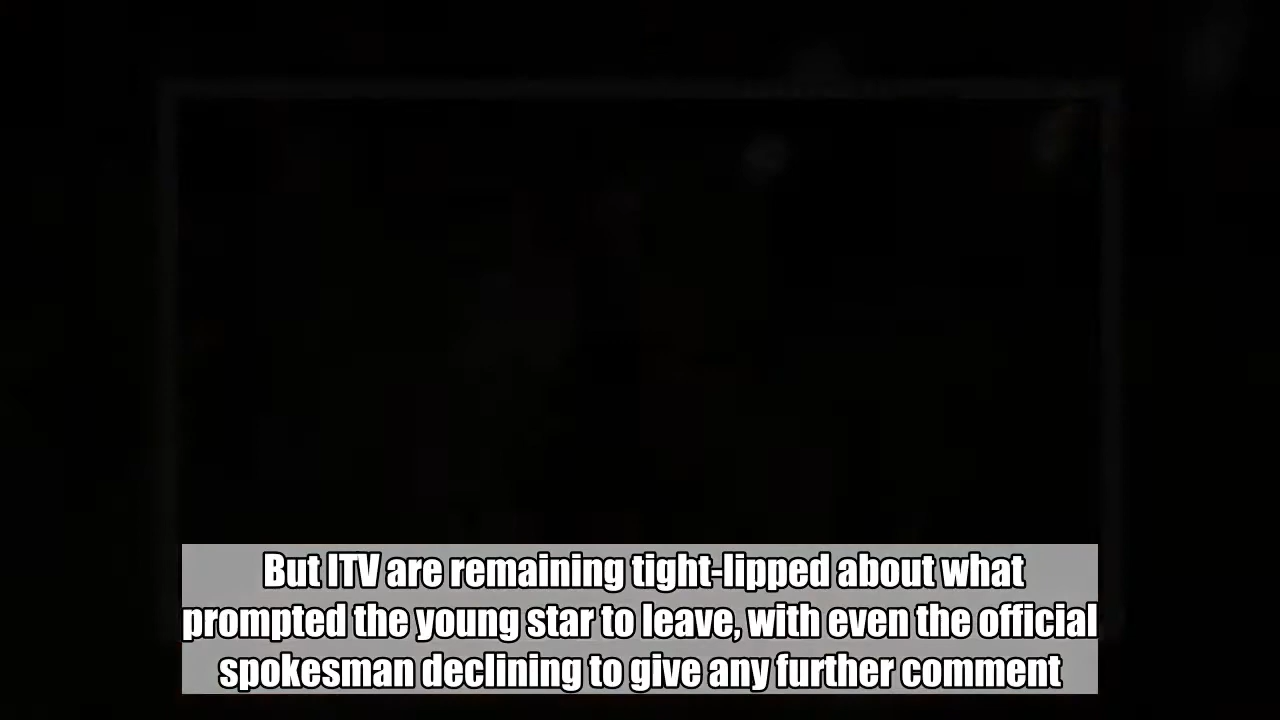 But ITV are remaining tight-lipped about what
prompted the young star to leave, with even the official
spokesman declining to give any further comment